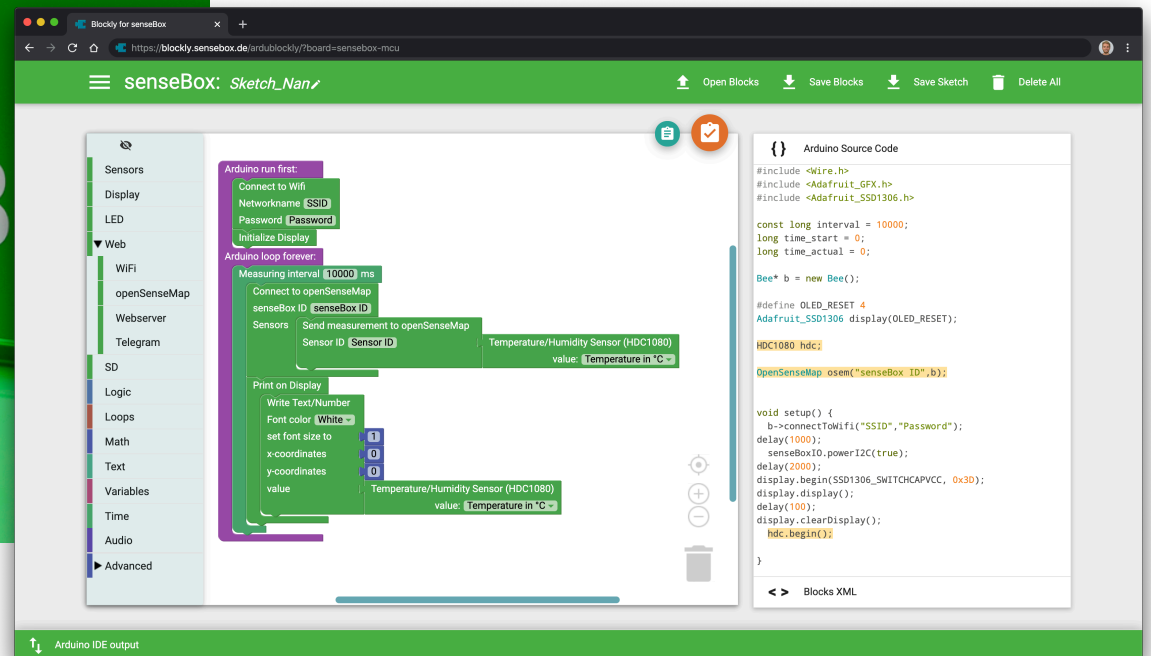 Blockly for senseBox
https://blockly.sensebox.de/ardublockly/?board=sensebox-mcu
senseBox: Sketch_Nan
Open Blocks
Save Blocks
Save Sketch
Delete All
Sensors
Display
LED
Web
WiFi
openSenseMap
Webserver
Telegram
SD
Logic
Loops
Math
Text
Variables
Time
Audio
Advanced
Arduino run first:
Connect to Wifi
Networkname SSID
Password Password
Initialize Display
Arduino loop forever:
Measuring interval 10000 ms
Connect to openSenseMap
senseBox ID senseBox ID
Sensors Send measurement to openSenseMap
Sensor ID Sensor ID Temperature/Humidity Sensor (HDC1080)
value: Temperature in °C
Print on Display
Write Text/Number
Font color White
set font size to 1
x-coordinates 0
y-coordinates 0
value Temperature/Humidity Sensor (HDC1080)
value: Temperature in °C
{ } Arduino Source Code
#include <Wire.h>
#include <Adafruit_GFX.h>
#include <Adafruit_SSD1306.h>
const long interval = 10000;
long time_start = 0;
long time_actual = 0;
Bee* b = new Bee();
#define OLED_RESET 4
Adafruit_SSD1306 display(OLED_RESET);
HDC1080 hdc;
OpenSenseMap osem("senseBox ID",b);
void setup() {
b->connectToWifi("SSID","Password");
delay(1000);
senseBoxIO.powerI2C(true);
delay(2000);
display.begin(SSD1306_SWITCHCAPVCC, 0x3D);
display.display();
delay(100);
display.clearDisplay();
hdc.begin();
}
< > Blocks XML
Arduino IDE output